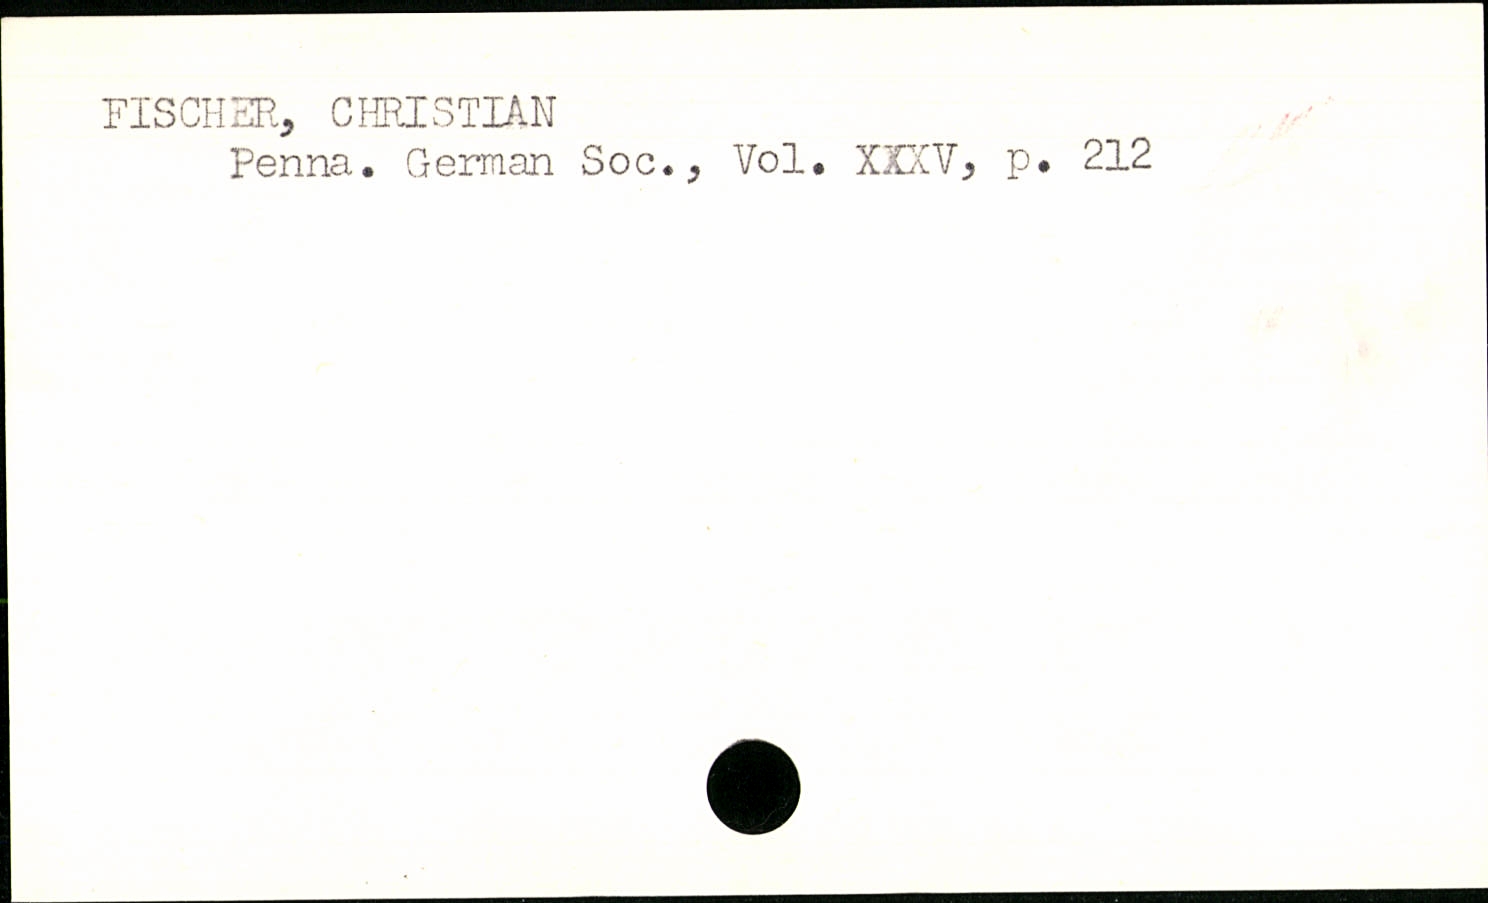 FISCHER, CHRISTIAN
Penna. German Soc., Vol. XXXV, p. 212